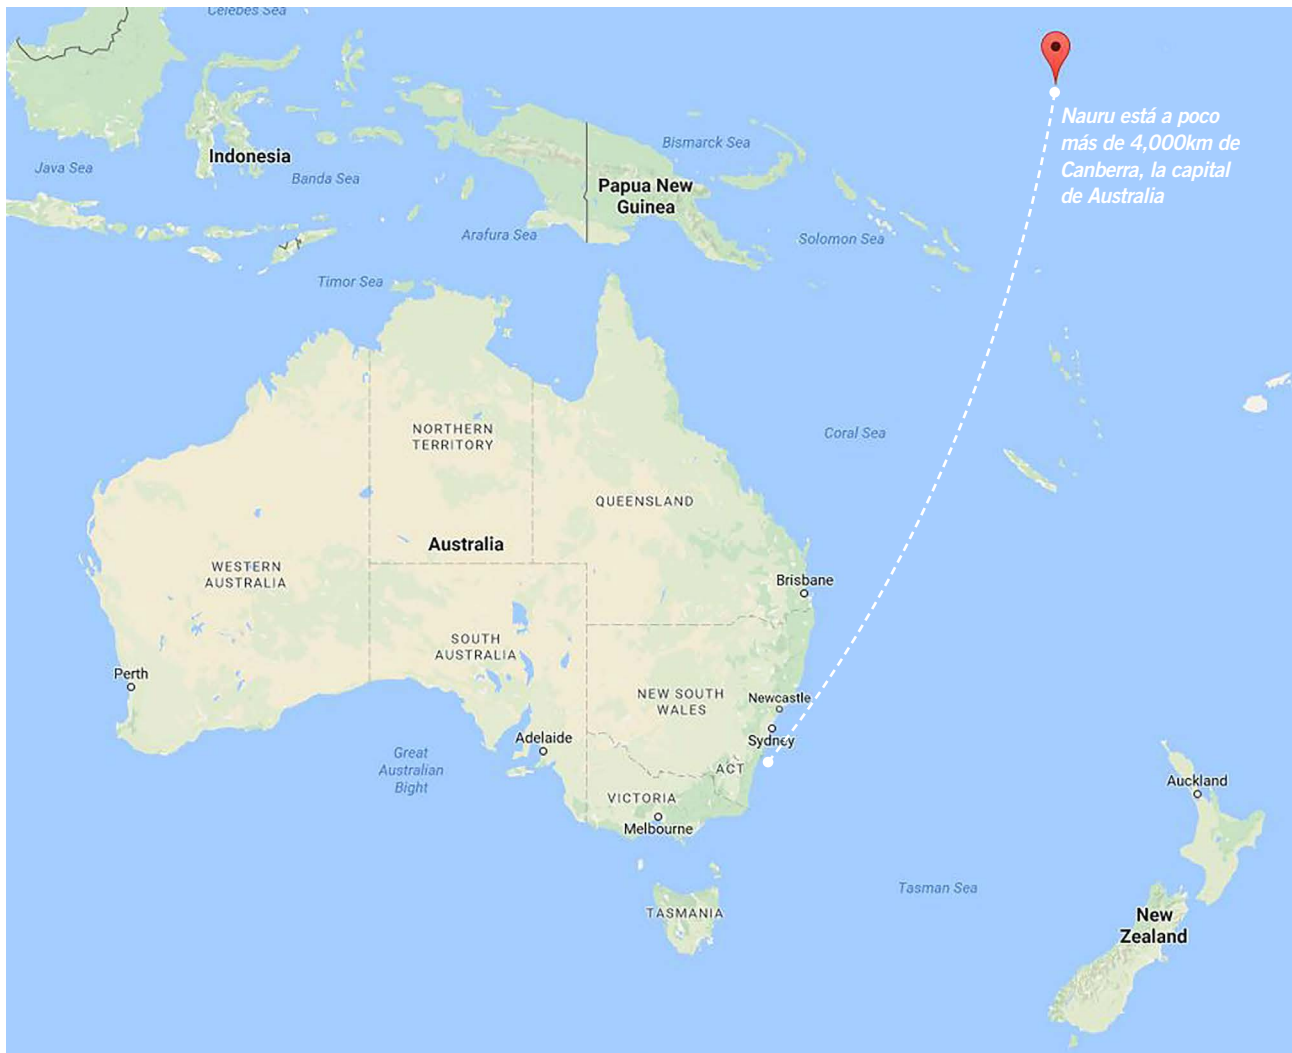 Celebes Sea
Nauru está a poco
más de 4,000km de
Canberra, la capital
de Australia
Bismarck Sea
Indonesia
Java Sea
Banda Sea
Papua New
Guinea
Arafura Sea
Solomon Sea
Timor Sea
NORTHERN
TERRITORY
Coral Sea
QUEENSLAND
Australia
WESTERN
AUSTRALIA
Brisbane
SOUTH
AUSTRALIA
Perth
NEW SOUTH
WALES
Newcastle
Adelaide
Sydney
Great
Australian
Bight
ACT
Auckland
VICTORIA
Melbourne
Tasman Sea
TASMANIA
New
Zealand